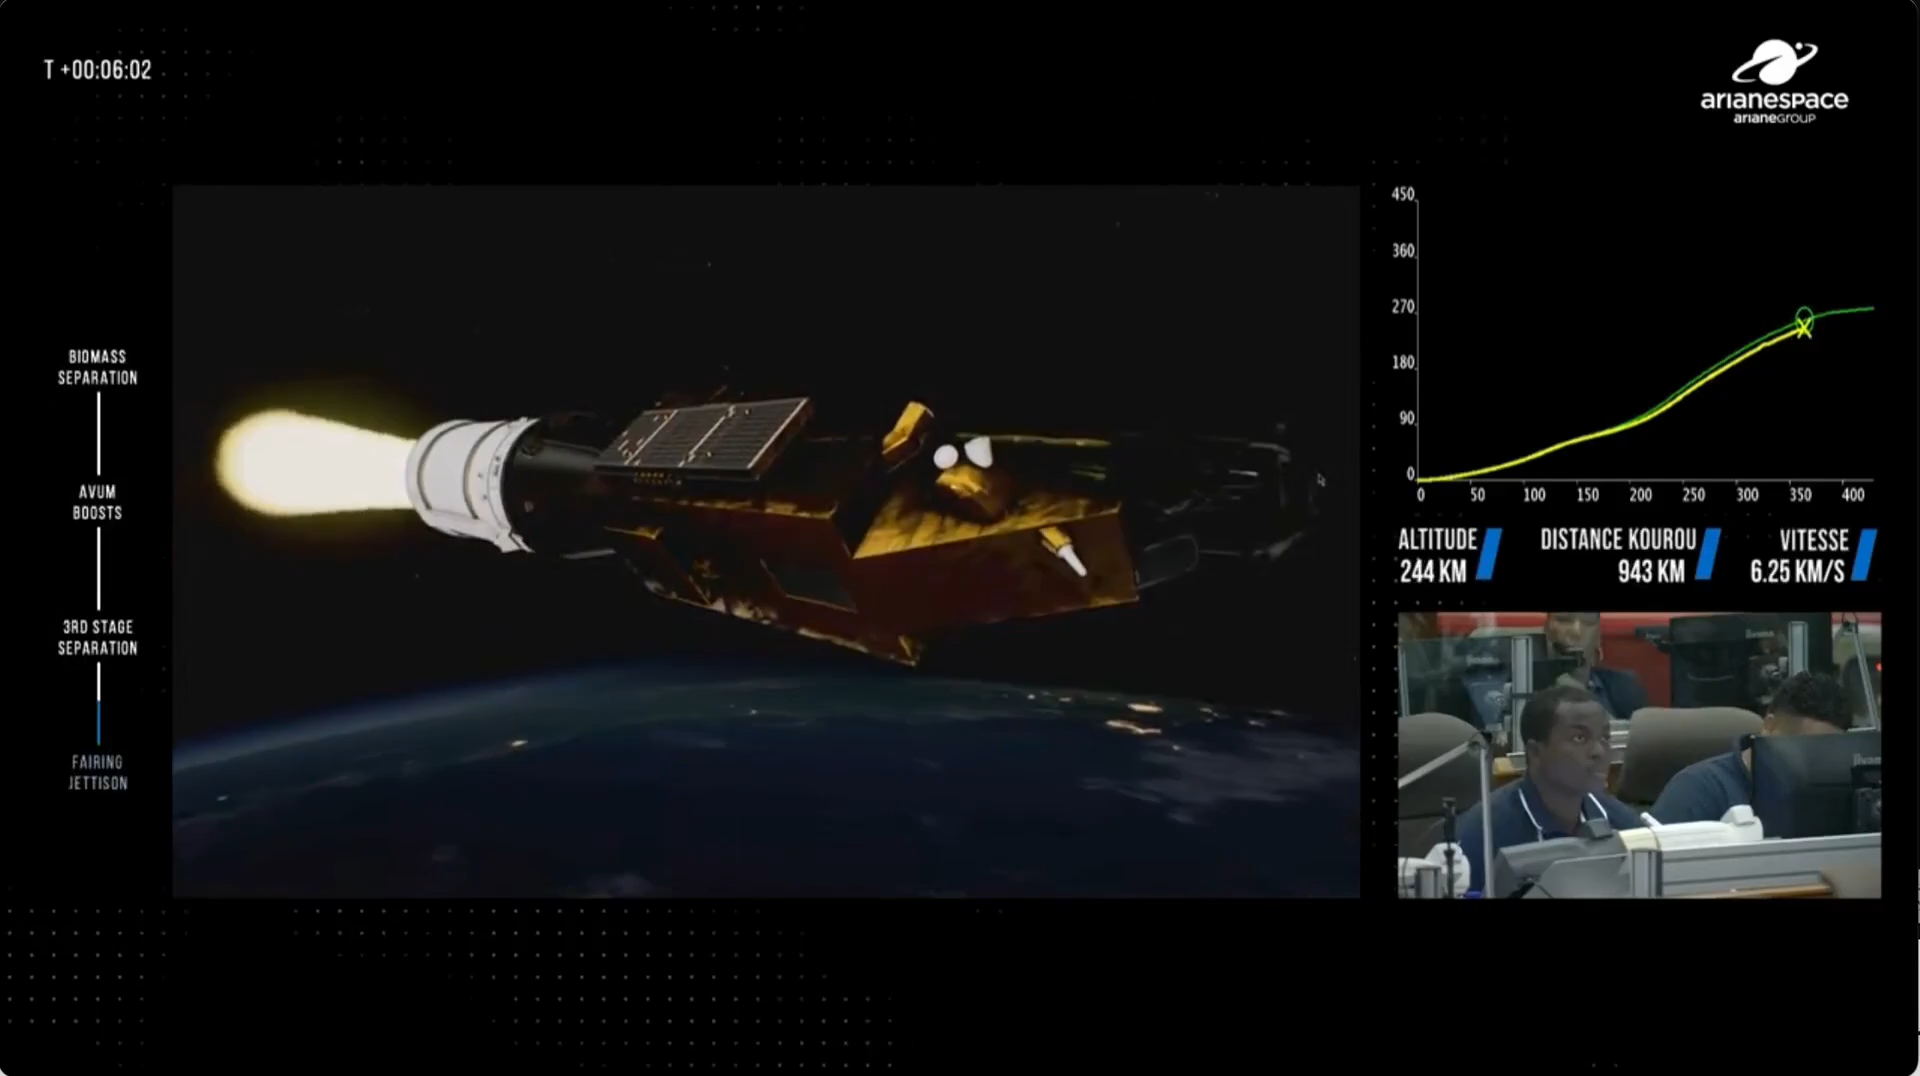 T +00:06:02
arianespace
arianeGROUP
BIOMASS
SEPARATION
AVUM
BOOSTS
3RD STAGE
SEPARATION
FAIRING
JETTISON
450
360
270
180
90
0
0 50 100 150 200 250 300 350 400
ALTITUDE
244 KM
DISTANCE KOUROU
943 KM
VITESSE
6.25 KM/S